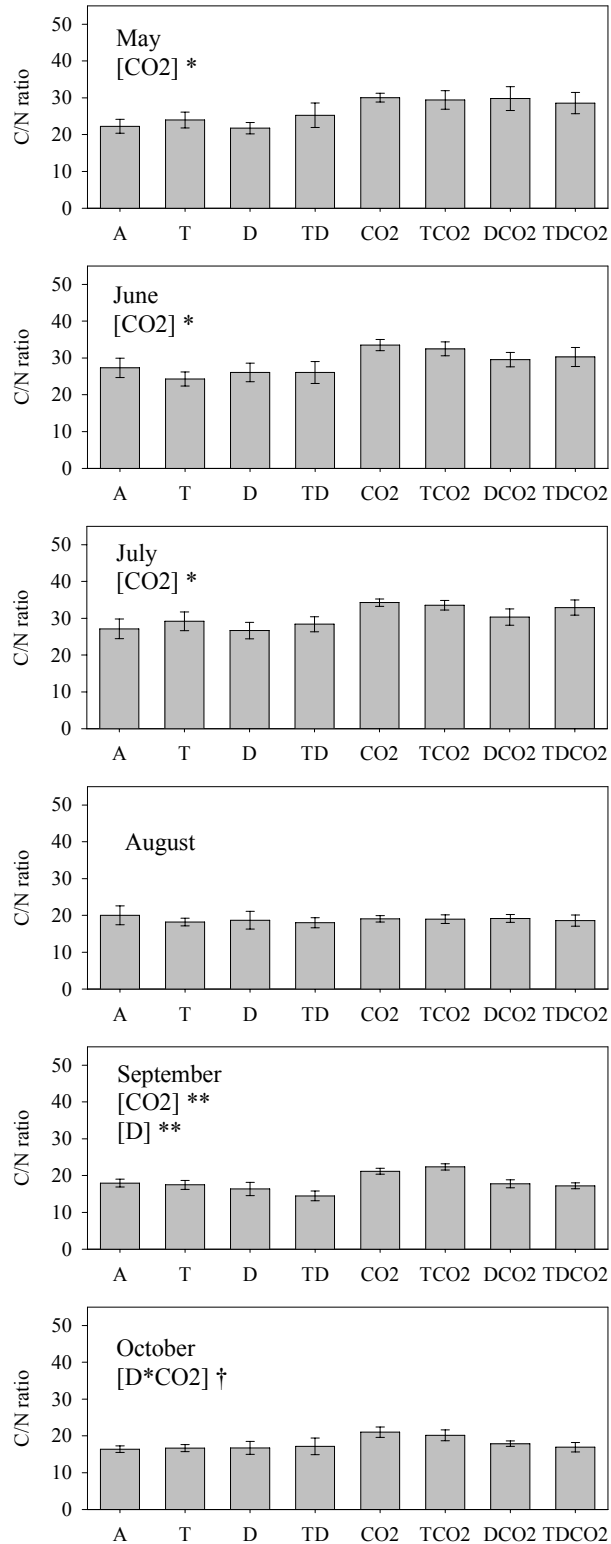 May
[CO2] *
C/N ratio
50
40
30
20
10
0
A T D TD CO2 TCO2 DCO2 TDCO2
June
[CO2] *
C/N ratio
50
40
30
20
10
0
A T D TD CO2 TCO2 DCO2 TDCO2
July
[CO2] *
C/N ratio
50
40
30
20
10
0
A T D TD CO2 TCO2 DCO2 TDCO2
August
C/N ratio
50
40
30
20
10
0
A T D TD CO2 TCO2 DCO2 TDCO2
September
[CO2] **
[D] **
C/N ratio
50
40
30
20
10
0
A T D TD CO2 TCO2 DCO2 TDCO2
October
[D*CO2] †
C/N ratio
50
40
30
20
10
0
A T D TD CO2 TCO2 DCO2 TDCO2